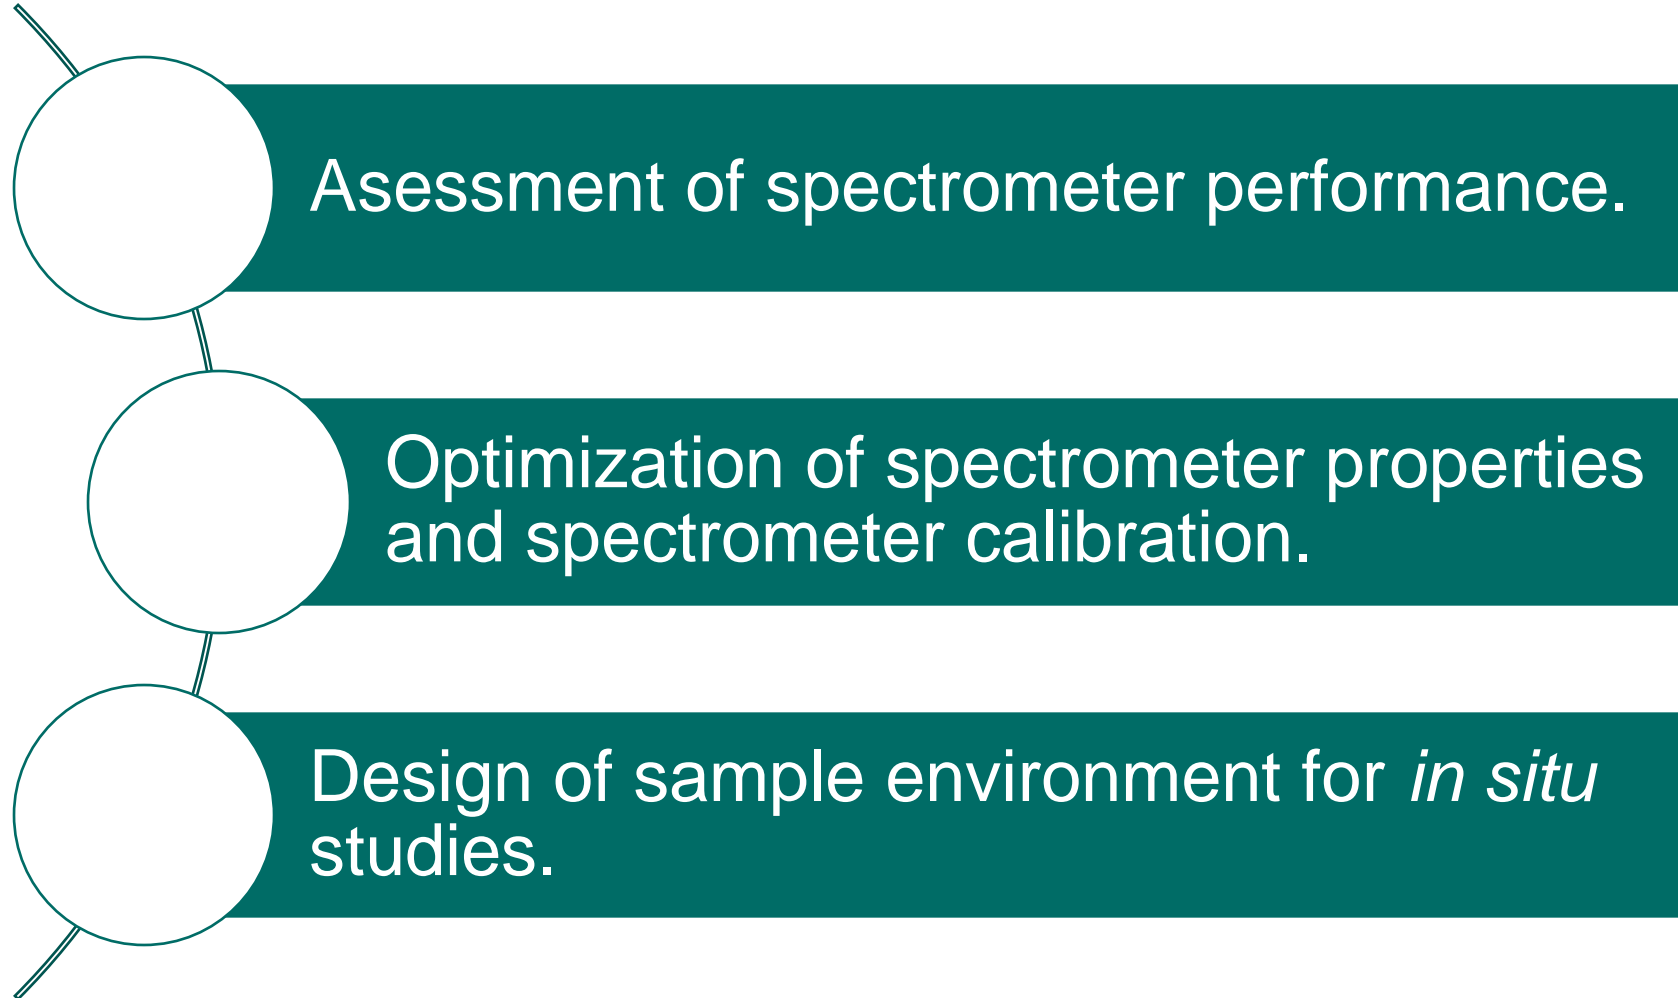 Asessment of spectrometer performance.
Optimization of spectrometer properties
and spectrometer calibration.
Design of sample environment for in situ
studies.